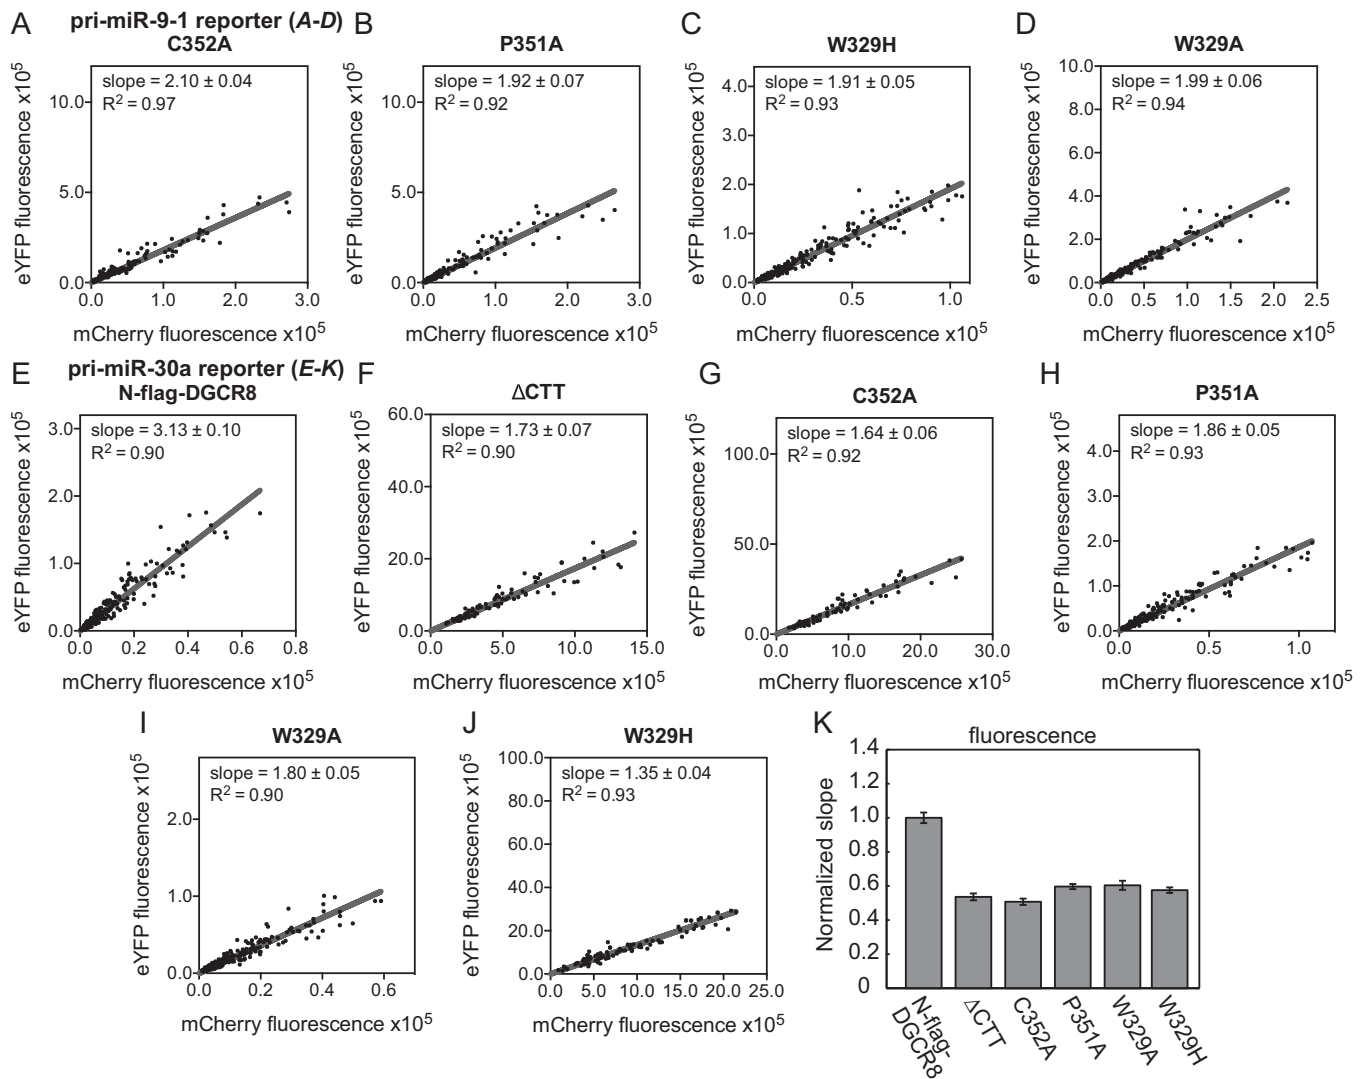 A pri-miR-9-1 reporter (A-D)
C352A
slope = 2.10 ± 0.04
R² = 0.97
eYFP fluorescence x10⁵
10.0
5.0
0.0
0.0 1.0 2.0 3.0
mCherry fluorescence x10⁵
B
P351A
slope = 1.92 ± 0.07
R² = 0.92
eYFP fluorescence x10⁵
10.0
5.0
0.0
0.0 1.0 2.0 3.0
mCherry fluorescence x10⁵
C
W329H
slope = 1.91 ± 0.05
R² = 0.93
eYFP fluorescence x10⁵
4.0
3.0
2.0
1.0
0.0
0.0 0.5 1.0
mCherry fluorescence x10⁵
D
W329A
slope = 1.99 ± 0.06
R² = 0.94
eYFP fluorescence x10⁵
10.0
8.0
6.0
4.0
2.0
0.0
0.0 0.5 1.0 1.5 2.0 2.5
mCherry fluorescence x10⁵
E pri-miR-30a reporter (E-K)
N-flag-DGCR8
slope = 3.13 ± 0.10
R² = 0.90
eYFP fluorescence x10⁵
3.0
2.0
1.0
0.0
0.0 0.2 0.4 0.6 0.8
mCherry fluorescence x10⁵
F
ΔCTT
slope = 1.73 ± 0.07
R² = 0.90
eYFP fluorescence x10⁵
60.0
40.0
20.0
0.0
0.0 5.0 10.0 15.0
mCherry fluorescence x10⁵
G
C352A
slope = 1.64 ± 0.06
R² = 0.92
eYFP fluorescence x10⁵
100.0
50.0
0.0
0.0 10.0 20.0 30.0
mCherry fluorescence x10⁵
H
P351A
slope = 1.86 ± 0.05
R² = 0.93
eYFP fluorescence x10⁵
4.0
3.0
2.0
1.0
0.0
0.0 0.5 1.0
mCherry fluorescence x10⁵
I
W329A
slope = 1.80 ± 0.05
R² = 0.90
eYFP fluorescence x10⁵
2.0
1.0
0.0
0.0 0.2 0.4 0.6
mCherry fluorescence x10⁵
J
W329H
slope = 1.35 ± 0.04
R² = 0.93
eYFP fluorescence x10⁵
100.0
80.0
60.0
40.0
20.0
0.0
0.0 5.0 10.0 15.0 20.0 25.0
mCherry fluorescence x10⁵
K
fluorescence
Normalized slope
1.4
1.2
1.0
0.8
0.6
0.4
0.2
0
N-flag-
DGCR8
ΔCTT
C352A
P351A
W329A
W329H